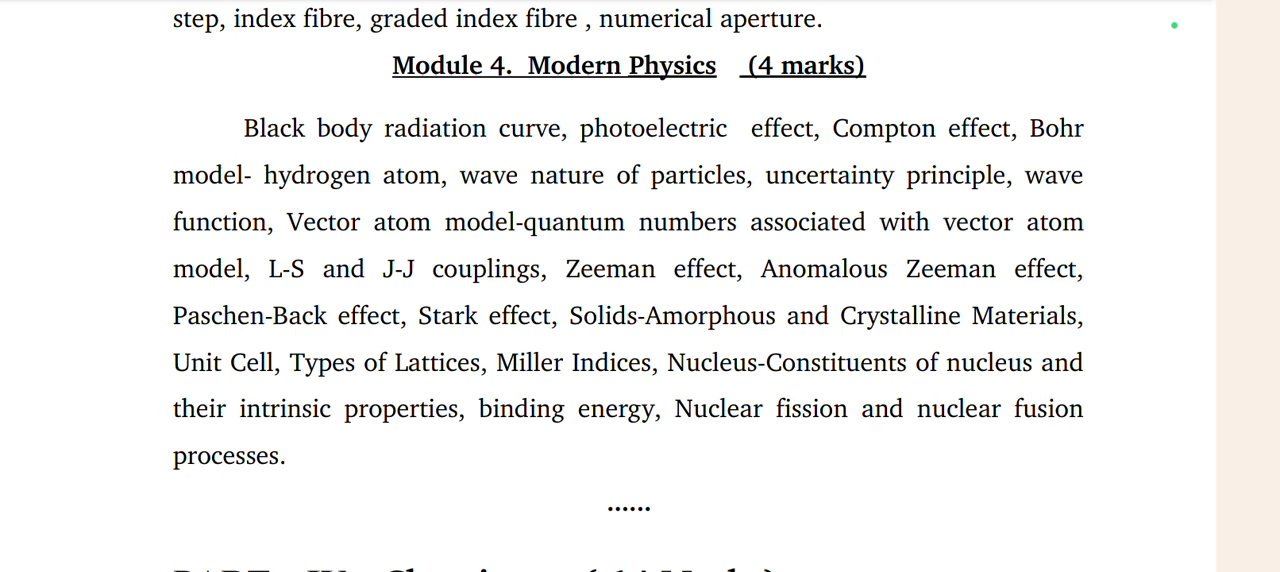 step, index fibre, graded index fibre , numerical aperture.
Module 4. Modern Physics (4 marks)
Black body radiation curve, photoelectric effect, Compton effect, Bohr
model- hydrogen atom, wave nature of particles, uncertainty principle, wave
function, Vector atom model-quantum numbers associated with vector atom
model, L-S and J-J couplings, Zeeman effect, Anomalous Zeeman effect,
Paschen-Back effect, Stark effect, Solids-Amorphous and Crystalline Materials,
Unit Cell, Types of Lattices, Miller Indices, Nucleus-Constituents of nucleus and
their intrinsic properties, binding energy, Nuclear fission and nuclear fusion
processes.
......